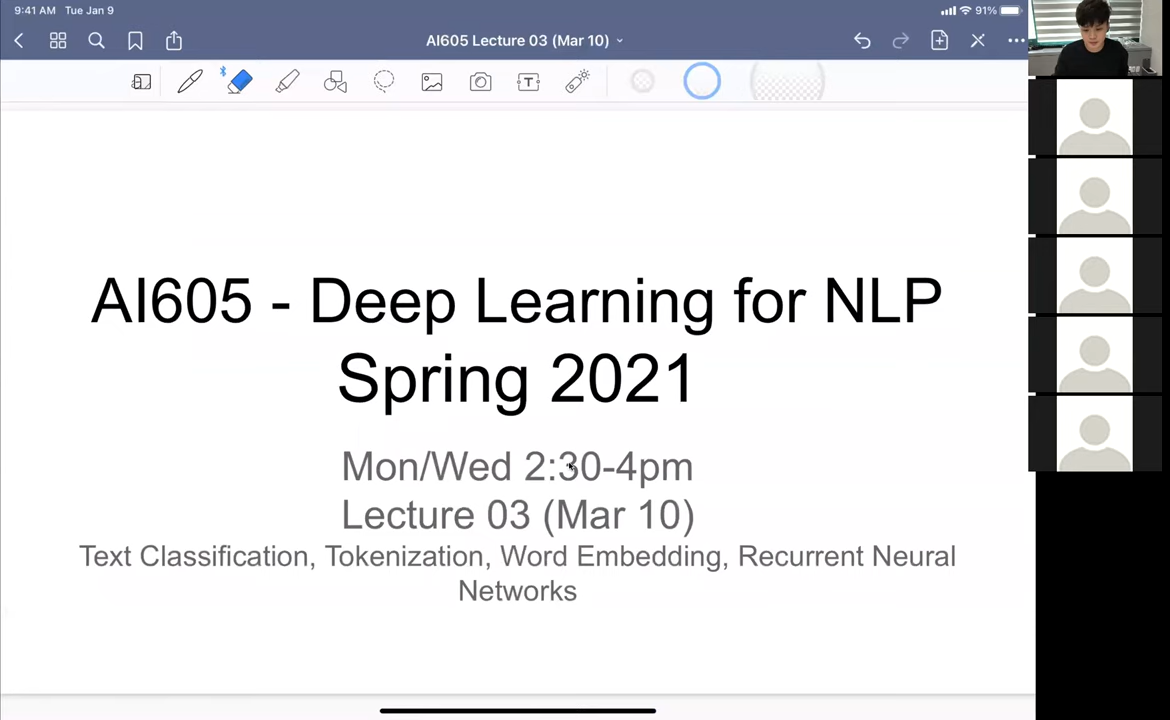 9:41 AM Tue Jan 9
91%
AI605 Lecture 03 (Mar 10)
T
AI605 - Deep Learning for NLP
Spring 2021
Mon/Wed 2:30-4pm
Lecture 03 (Mar 10)
Text Classification, Tokenization, Word Embedding, Recurrent Neural
Networks